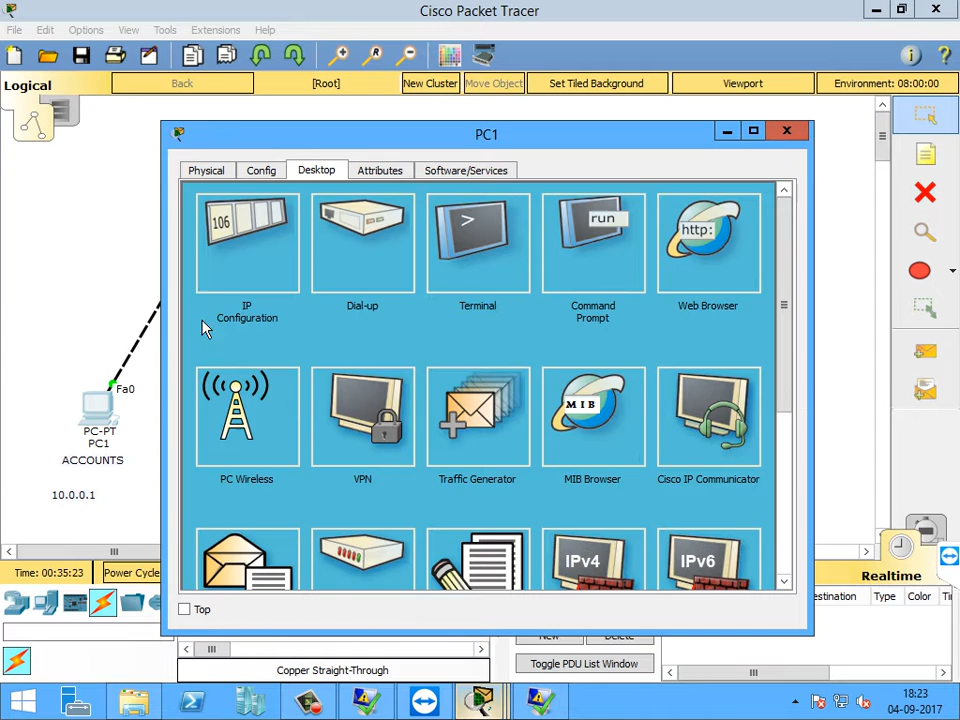 Cisco Packet Tracer
File Edit Options View Tools Extensions Help
Logical
Back
[Root]
New Cluster
Move Object
Set Tiled Background
Viewport
Environment: 08:00:00
PC1
Physical
Config
Desktop
Attributes
Software/Services
106
>
run
http:
IP
Configuration
Dial-up
Terminal
Command
Prompt
Web Browser
MIB
PC Wireless
VPN
Traffic Generator
MIB Browser
Cisco IP Communicator
IPv4
IPv6
Top
Fa0
PC-PT
PC1
ACCOUNTS
10.0.0.1
Time: 00:35:23
Power Cycle
Realtime
Type
Color
New
Delete
Toggle PDU List Window
Copper Straight-Through
18:23
04-09-2017